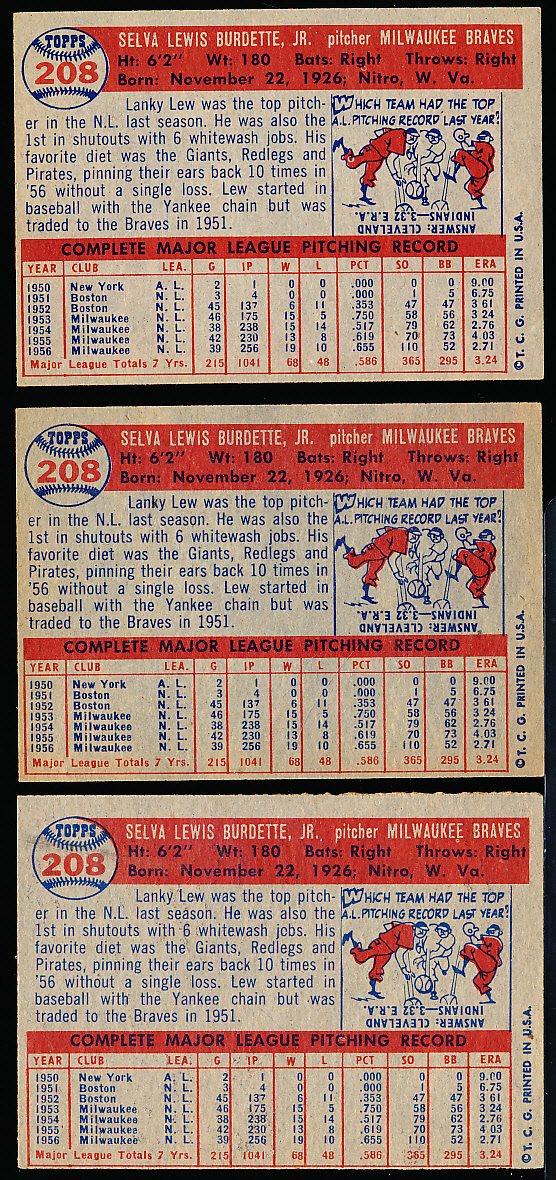 TOPPS
208
SELVA LEWIS BURDETTE, JR. pitcher MILWAUKEE BRAVES
Ht: 6'2" Wt: 180 Bats: Right Throws: Right
Born: November 22, 1926; Nitro, W. Va.
Lanky Lew was the top pitch-
er in the N.L. last season. He was also the
1st in shutouts with 6 whitewash jobs. His
favorite diet was the Giants, Redlegs and
Pirates, pinning their ears back 10 times in
'56 without a single loss. Lew started in
baseball with the Yankee chain but was
traded to the Braves in 1951.
WHICH TEAM HAD THE TOP
A.L. PITCHING RECORD LAST YEAR?
ANSWER: CLEVELAND
INDIANS—3.32 E.R.A.
COMPLETE MAJOR LEAGUE PITCHING RECORD
YEAR CLUB LEA. G IP W L PCT SO BB ERA
1950 New York A. L. 2 1 0 0 .000 0 0 9.00
1951 Boston N. L. 3 4 0 0 .000 1 5 6.75
1952 Boston N. L. 45 137 6 11 .353 47 47 3 61
1953 Milwaukee N. L. 46 175 15 5 .750 58 56 3 24
1954 Milwaukee N. L. 38 238 15 14 .517 79 62 2.76
1955 Milwaukee N. L. 42 230 13 8 .619 70 73 4.03
1956 Milwaukee N. L. 39 256 19 10 .655 110 52 2.71
Major League Totals 7 Yrs. 215 1041 68 48 .586 365 295 3.24
© T. C. G. PRINTED IN U.S.A.
TOPPS
208
SELVA LEWIS BURDETTE, JR. pitcher MILWAUKEE BRAVES
Ht: 6'2" Wt: 180 Bats: Right Throws: Right
Born: November 22, 1926; Nitro, W. Va.
Lanky Lew was the top pitch-
er in the N.L. last season. He was also the
1st in shutouts with 6 whitewash jobs. His
favorite diet was the Giants, Redlegs and
Pirates, pinning their ears back 10 times in
'56 without a single loss. Lew started in
baseball with the Yankee chain but was
traded to the Braves in 1951.
WHICH TEAM HAD THE TOP
A.L. PITCHING RECORD LAST YEAR?
ANSWER: CLEVELAND
INDIANS—3.32 E.R.A.
COMPLETE MAJOR LEAGUE PITCHING RECORD
YEAR CLUB LEA. G IP W L PCT SO BB ERA
1950 New York A. L. 2 1 0 0 .000 0 0 9.00
1951 Boston N. L. 3 4 0 0 .000 1 5 6.75
1952 Boston N. L. 45 137 6 11 .353 47 47 3 61
1953 Milwaukee N. L. 46 175 15 5 .750 58 56 3 24
1954 Milwaukee N. L. 38 238 15 14 .517 79 62 2.76
1955 Milwaukee N. L. 42 230 13 8 .619 70 73 4.03
1956 Milwaukee N. L. 39 256 19 10 .655 110 52 2.71
Major League Totals 7 Yrs. 215 1041 68 48 .586 365 295 3.24
© T. C. G. PRINTED IN U.S.A.
TOPPS
208
SELVA LEWIS BURDETTE, JR. pitcher MILWAUKEE BRAVES
Ht: 6'2" Wt: 180 Bats: Right Throws: Right
Born: November 22, 1926; Nitro, W. Va.
Lanky Lew was the top pitch-
er in the N.L. last season. He was also the
1st in shutouts with 6 whitewash jobs. His
favorite diet was the Giants, Redlegs and
Pirates, pinning their ears back 10 times in
'56 without a single loss. Lew started in
baseball with the Yankee chain but was
traded to the Braves in 1951.
WHICH TEAM HAD THE TOP
A.L. PITCHING RECORD LAST YEAR?
ANSWER: CLEVELAND
INDIANS—3.32 E.R.A.
COMPLETE MAJOR LEAGUE PITCHING RECORD
YEAR CLUB LEA. G IP W L PCT SO BB ERA
1950 New York A. L. 2 1 0 0 .000 0 0 9.00
1951 Boston N. L. 3 4 0 0 .000 1 5 6.75
1952 Boston N. L. 45 137 6 11 .353 47 47 3 61
1953 Milwaukee N. L. 46 175 15 5 .750 58 56 3 24
1954 Milwaukee N. L. 38 238 15 14 .517 79 62 2.76
1955 Milwaukee N. L. 42 230 13 8 .619 70 73 4.03
1956 Milwaukee N. L. 39 256 19 10 .655 110 52 2.71
Major League Totals 7 Yrs. 215 1041 68 48 .586 365 295 3.24
© T. C. G. PRINTED IN U.S.A.